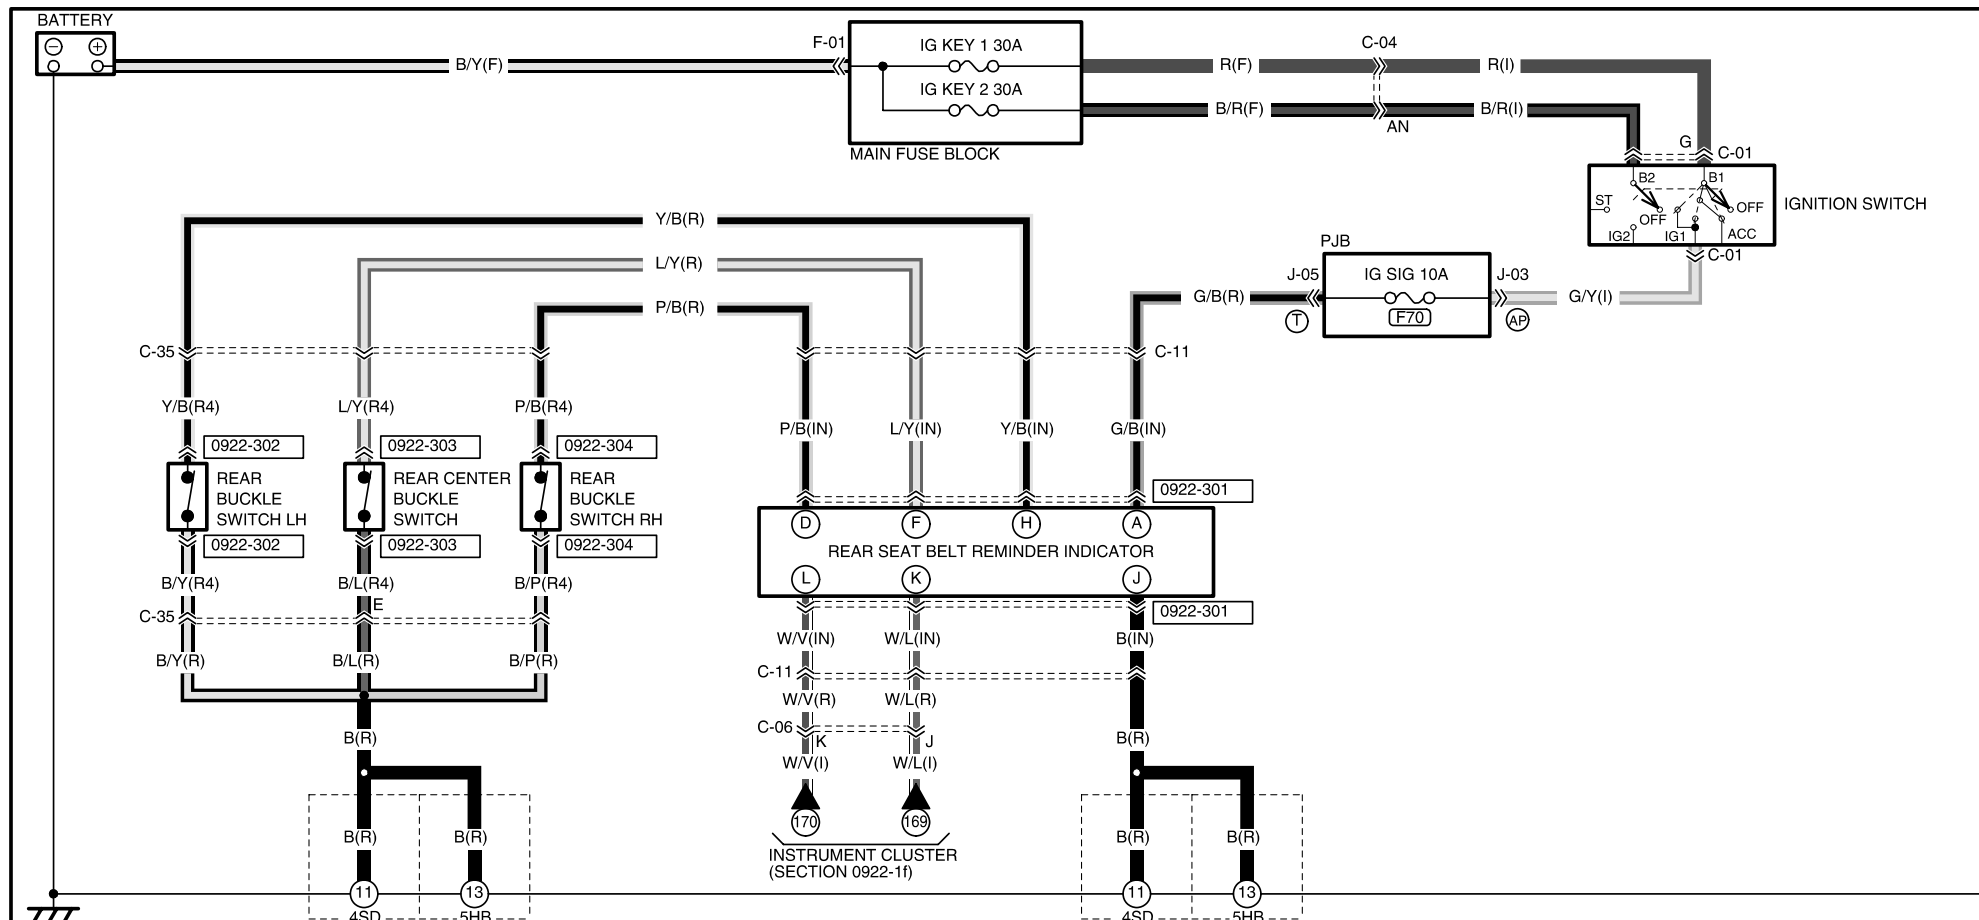 BATTERY
F-01
IG KEY 1 30A
C-04
B/Y(F)
R(F)
R(I)
IG KEY 2 30A
B/R(F)
B/R(I)
AN
MAIN FUSE BLOCK
G
C-01
B2
B1
ST
OFF
OFF
IGNITION SWITCH
IG2
IG1
ACC
C-01
Y/B(R)
L/Y(R)
P/B(R)
PJB
J-05
IG SIG 10A
J-03
G/B(R)
G/Y(I)
T
F70
AP
C-35
C-11
Y/B(R4)
L/Y(R4)
P/B(R4)
P/B(IN)
L/Y(IN)
Y/B(IN)
G/B(IN)
0922-302
0922-303
0922-304
REAR
BUCKLE
SWITCH LH
REAR CENTER
BUCKLE
SWITCH
REAR
BUCKLE
SWITCH RH
0922-301
D
F
H
A
REAR SEAT BELT REMINDER INDICATOR
L
K
J
0922-302
0922-303
0922-304
0922-301
B/Y(R4)
B/L(R4)
B/P(R4)
E
C-35
W/V(IN)
W/L(IN)
B(IN)
B/Y(R)
B/L(R)
B/P(R)
C-11
W/V(R)
W/L(R)
C-06
K
J
B(R)
B(R)
W/V(I)
W/L(I)
170
169
B(R)
B(R)
B(R)
B(R)
INSTRUMENT CLUSTER
(SECTION 0922-1f)
11
13
11
13
4SD
5HB
4SD
5HB